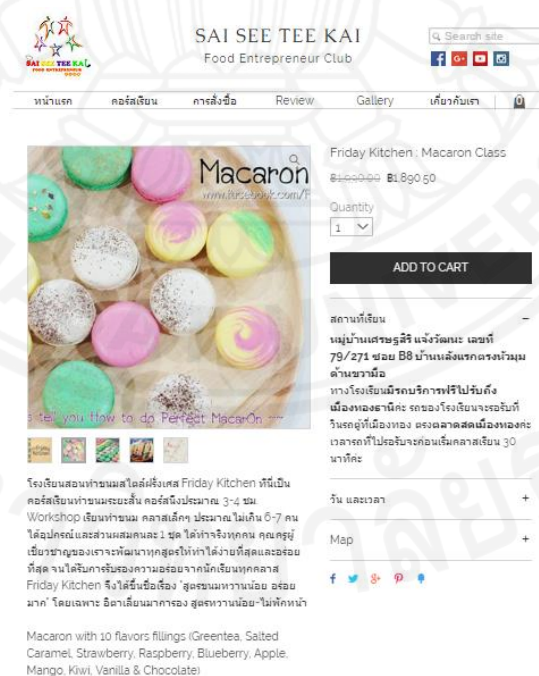 SAI SEE TEE KAI
FOOD ENTREPRENEUR
SAI SEE TEE KAI
Food Entrepreneur Club
Search site
หน้าแรก คอร์สเรียน การสั่งซื้อ Review Gallery เกี่ยวกับเรา 0
Macaron
www.facebook.com/F
s tell you How to do Perfect MacarOn
โรงเรียนสอนทำขนมสไตล์ฝรั่งเศส Friday Kitchen ที่นี่เป็น
คอร์สเรียนทำขนมระยะสั้น คอร์สนึงประมาณ 3-4 ชม.
Workshop เรียนทำขนม คลาสเล็กๆ ประมาณไม่เกิน 6-7 คน
ได้อุปกรณ์และส่วนผสมคนละ 1 ชุด ได้ทำจริงทุกคน คุณครูผู้
เชี่ยวชาญของเราจะพัฒนาทุกสูตรให้ทำได้ง่ายที่สุดและอร่อย
ที่สุด จนได้รับการรับรองความอร่อยจากนักเรียนทุกคลาส
Friday Kitchen จึงได้ขึ้นชื่อเรื่อง "สูตรขนมหวานน้อย อร่อย
มาก" โดยเฉพาะ อิตาเลี่ยนมาการอง สูตรหวานน้อย-ไม่พักหน้า
Macaron with 10 flavors fillings (Greentea, Salted
Caramel, Strawberry, Raspberry, Blueberry, Apple,
Mango, Kiwi, Vanilla & Chocolate)
Friday Kitchen : Macaron Class
฿1,990.00 ฿1,890.50
Quantity
1
ADD TO CART
สถานที่เรียน −
หมู่บ้านเศรษฐสิริ แจ้งวัฒนะ เลขที่
79/271 ซอย B8 บ้านหลังแรกตรงหัวมุม
ด้านขวามือ
ทางโรงเรียนมีรถบริการฟรีไปรับถึง
เมืองทองธานีค่ะ รถของโรงเรียนจะรอรับที่
วินรถตู้ที่เมืองทอง ตรงตลาดสดเมืองทองค่ะ
เวลารถที่ไปรอรับจะก่อนเริ่มคลาสเรียน 30
นาทีค่ะ
วัน และเวลา +
Map +